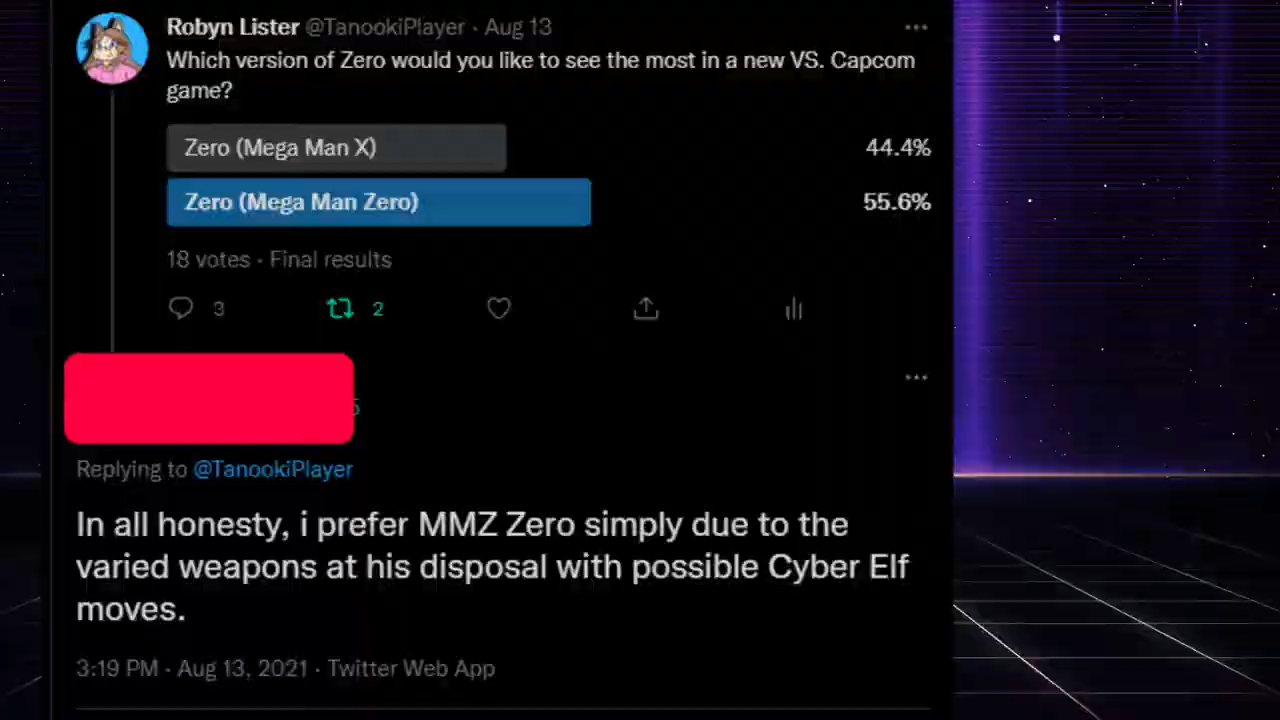 Robyn Lister @TanookiPlayer · Aug 13
Which version of Zero would you like to see the most in a new VS. Capcom
game?
Zero (Mega Man X) 44.4%
Zero (Mega Man Zero) 55.6%
18 votes · Final results
3 2
5
Replying to @TanookiPlayer
In all honesty, i prefer MMZ Zero simply due to the
varied weapons at his disposal with possible Cyber Elf
moves.
3:19 PM · Aug 13, 2021 · Twitter Web App